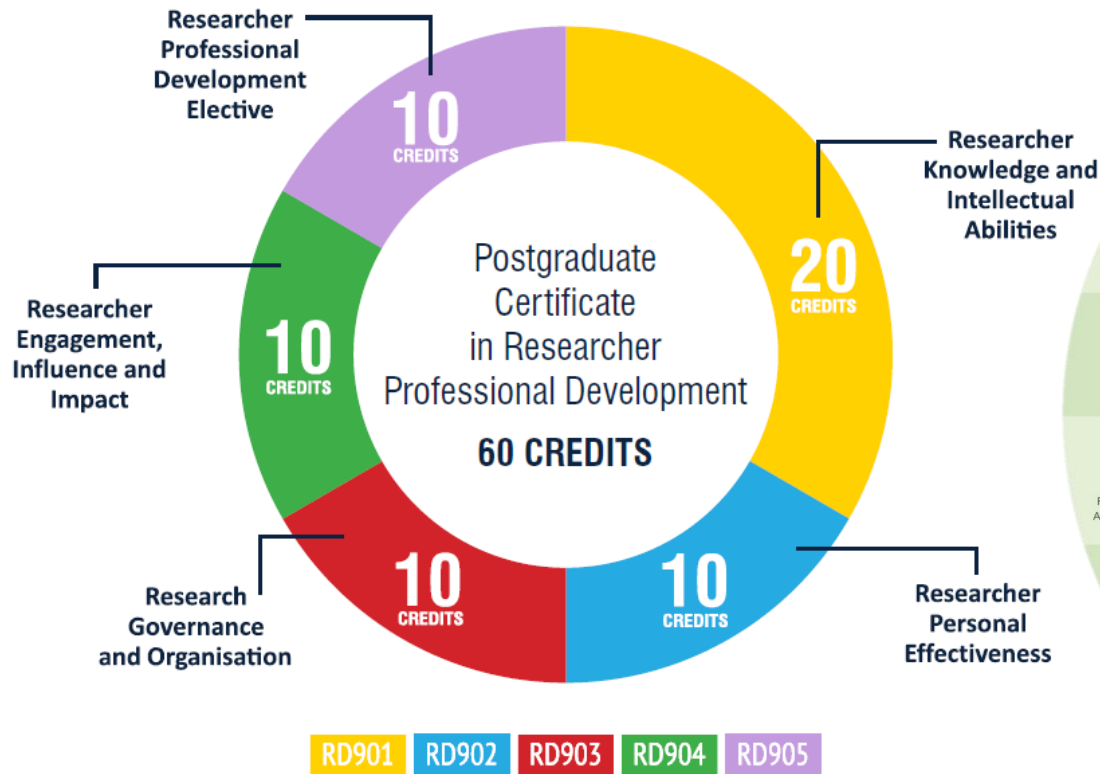 Researcher
Professional
Development
Elective
10
CREDITS
Researcher
Knowledge and
Intellectual
Abilities
20
CREDITS
Postgraduate
Certificate
in Researcher
Professional Development
60 CREDITS
Researcher
Engagement,
Influence and
Impact
10
CREDITS
Research
Governance
and Organisation
10
CREDITS
10
CREDITS
Researcher
Personal
Effectiveness
RD901
RD902
RD903
RD904
RD905